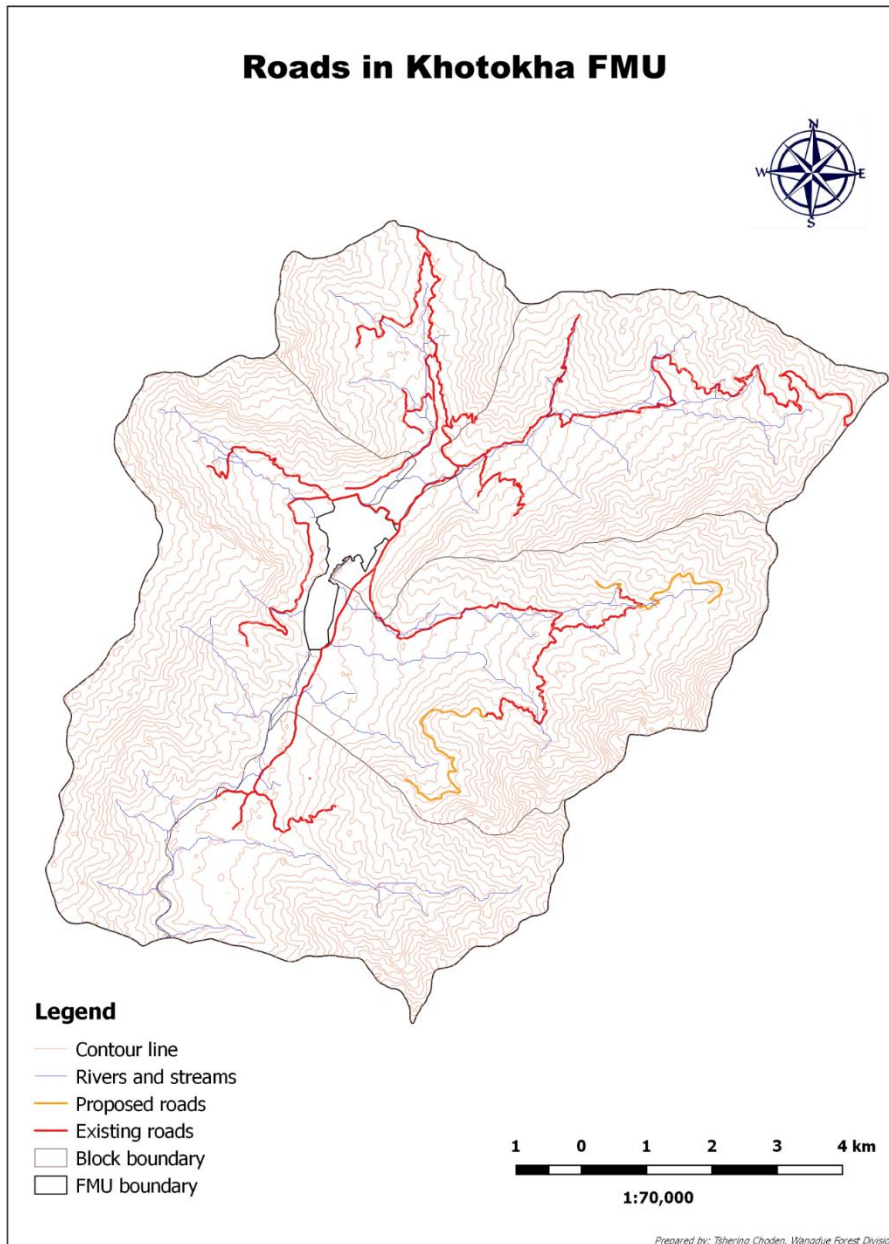 Roads in Khotokha FMU
N
W E
S
Legend
Contour line
Rivers and streams
Proposed roads
Existing roads
Block boundary
FMU boundary
1 0 1 2 3 4 km
1:70,000
Prepared by: Tshering Choden, Wangdue Forest Divisio